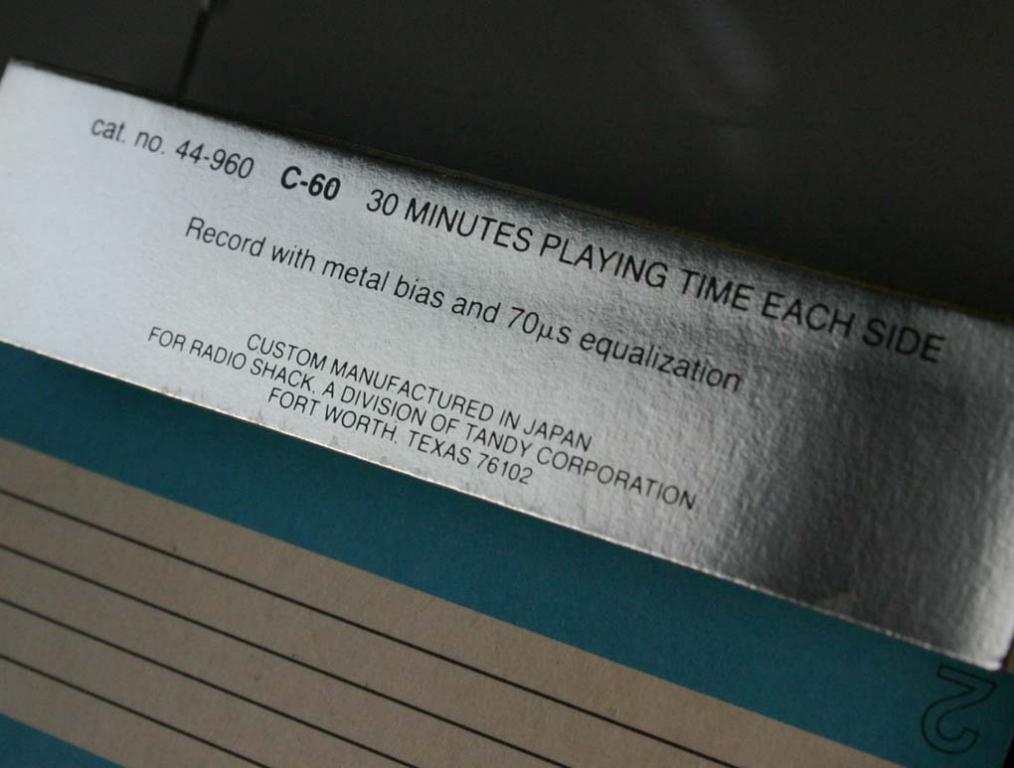 cat. no. 44-960 C-60 30 MINUTES PLAYING TIME EACH SIDE
Record with metal bias and 70µs equalization
CUSTOM MANUFACTURED IN JAPAN
FOR RADIO SHACK, A DIVISION OF TANDY CORPORATION
FORT WORTH, TEXAS 76102
2